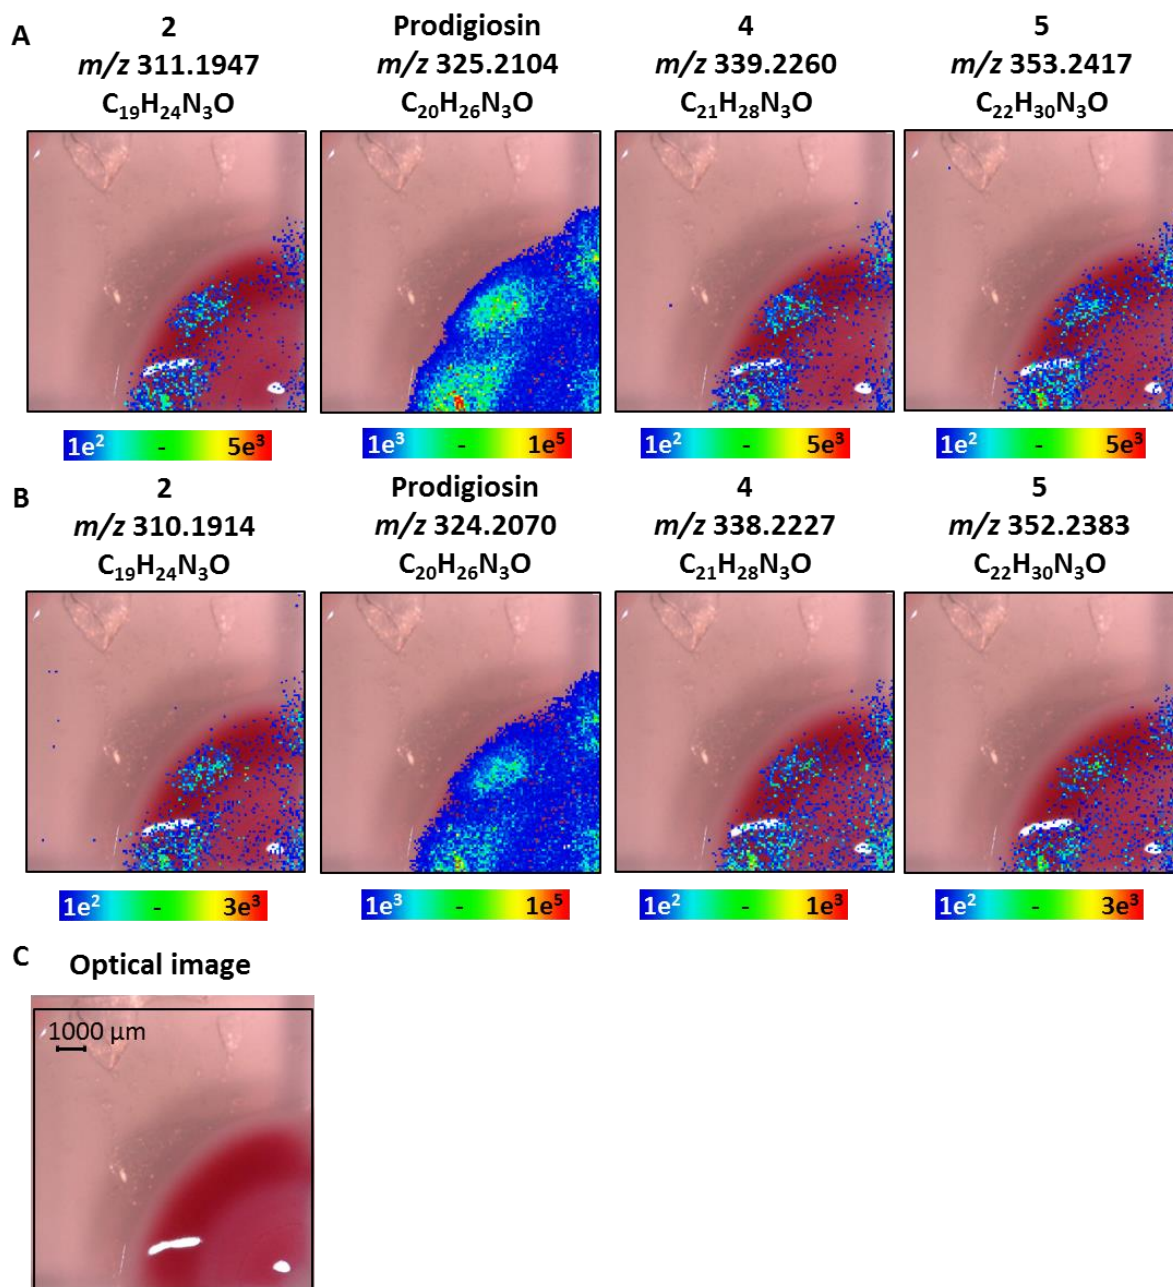 A
2
m/z 311.1947
C₁₉H₂₄N₃O
Prodigiosin
m/z 325.2104
C₂₀H₂₆N₃O
4
m/z 339.2260
C₂₁H₂₈N₃O
5
m/z 353.2417
C₂₂H₃₀N₃O
1e² - 5e³
1e³ - 1e⁵
1e² - 5e³
1e² - 5e³
B
2
m/z 310.1914
C₁₉H₂₄N₃O
Prodigiosin
m/z 324.2070
C₂₀H₂₆N₃O
4
m/z 338.2227
C₂₁H₂₈N₃O
5
m/z 352.2383
C₂₂H₃₀N₃O
1e² - 3e³
1e³ - 1e⁵
1e² - 1e³
1e² - 3e³
C
Optical image
1000 µm